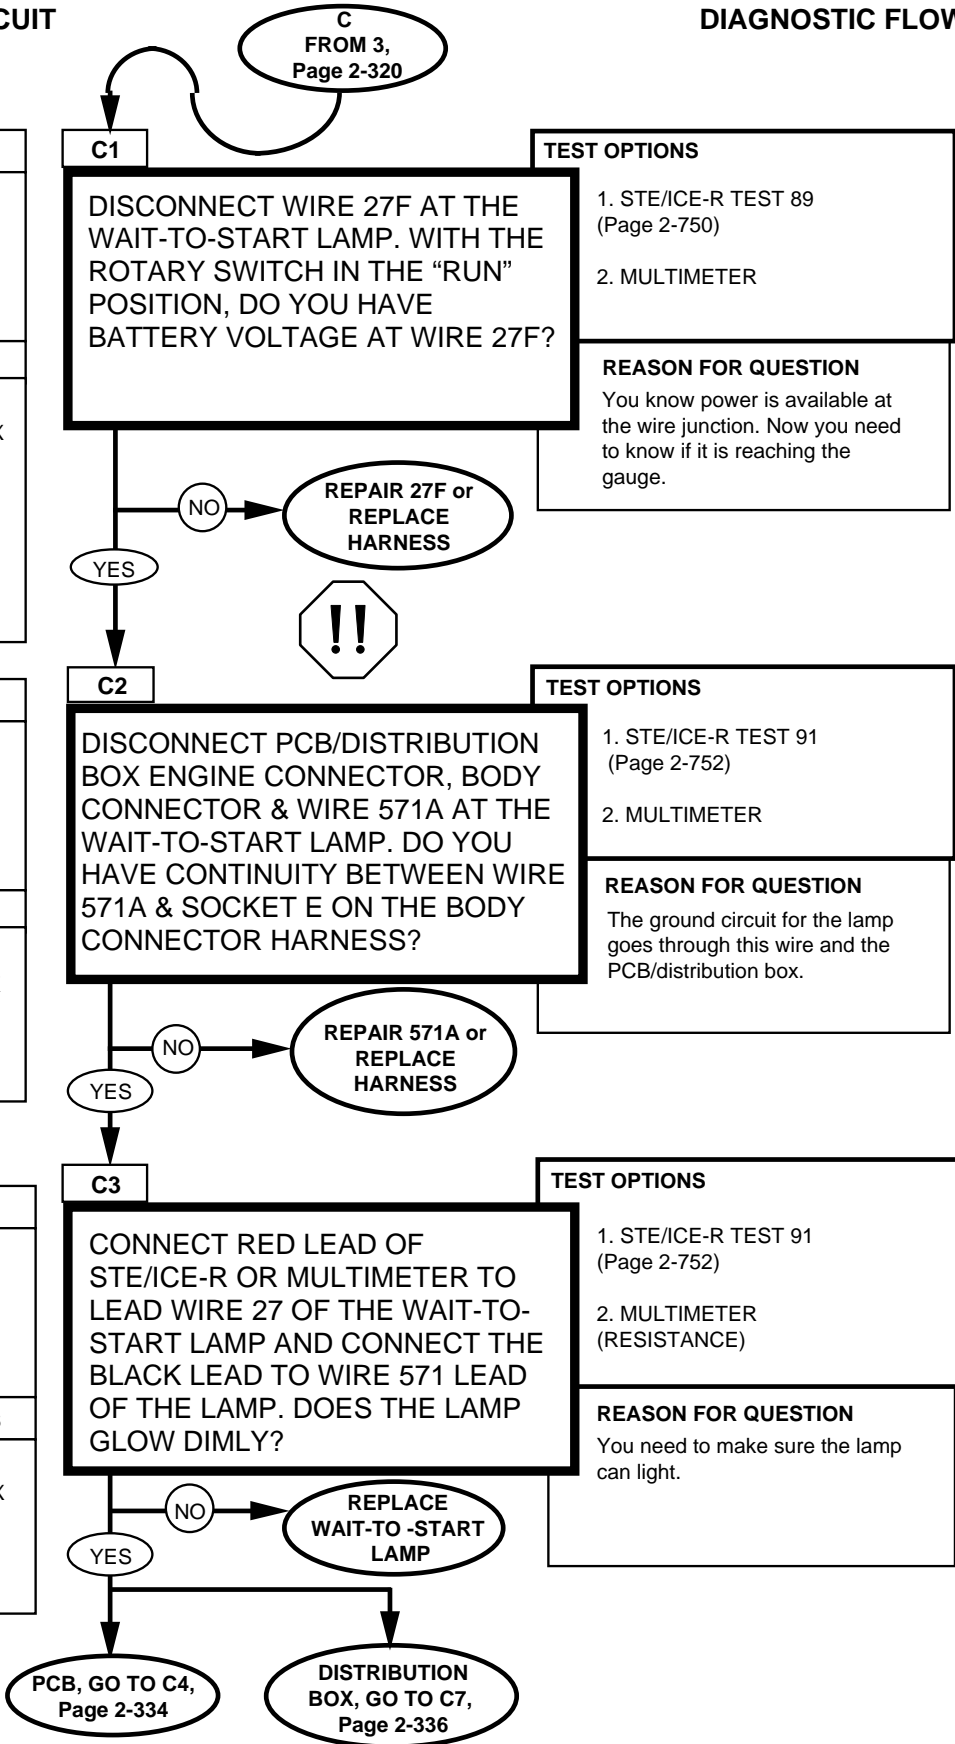 CUIT
DIAGNOSTIC FLOW
C
FROM 3,
Page 2-320
C1
DISCONNECT WIRE 27F AT THE
WAIT-TO-START LAMP. WITH THE
ROTARY SWITCH IN THE “RUN”
POSITION, DO YOU HAVE
BATTERY VOLTAGE AT WIRE 27F?
TEST OPTIONS
1. STE/ICE-R TEST 89
(Page 2-750)
2. MULTIMETER
REASON FOR QUESTION
You know power is available at
the wire junction. Now you need
to know if it is reaching the
gauge.
X
NO
REPAIR 27F or
REPLACE
HARNESS
YES
!!
C2
DISCONNECT PCB/DISTRIBUTION
BOX ENGINE CONNECTOR, BODY
CONNECTOR & WIRE 571A AT THE
WAIT-TO-START LAMP. DO YOU
HAVE CONTINUITY BETWEEN WIRE
571A & SOCKET E ON THE BODY
CONNECTOR HARNESS?
TEST OPTIONS
1. STE/ICE-R TEST 91
(Page 2-752)
2. MULTIMETER
REASON FOR QUESTION
The ground circuit for the lamp
goes through this wire and the
PCB/distribution box.
NO
REPAIR 571A or
REPLACE
HARNESS
YES
C3
CONNECT RED LEAD OF
STE/ICE-R OR MULTIMETER TO
LEAD WIRE 27 OF THE WAIT-TO-
START LAMP AND CONNECT THE
BLACK LEAD TO WIRE 571 LEAD
OF THE LAMP. DOES THE LAMP
GLOW DIMLY?
TEST OPTIONS
1. STE/ICE-R TEST 91
(Page 2-752)
2. MULTIMETER
(RESISTANCE)
REASON FOR QUESTION
You need to make sure the lamp
can light.
X
NO
REPLACE
WAIT-TO -START
LAMP
YES
PCB, GO TO C4,
Page 2-334
DISTRIBUTION
BOX, GO TO C7,
Page 2-336